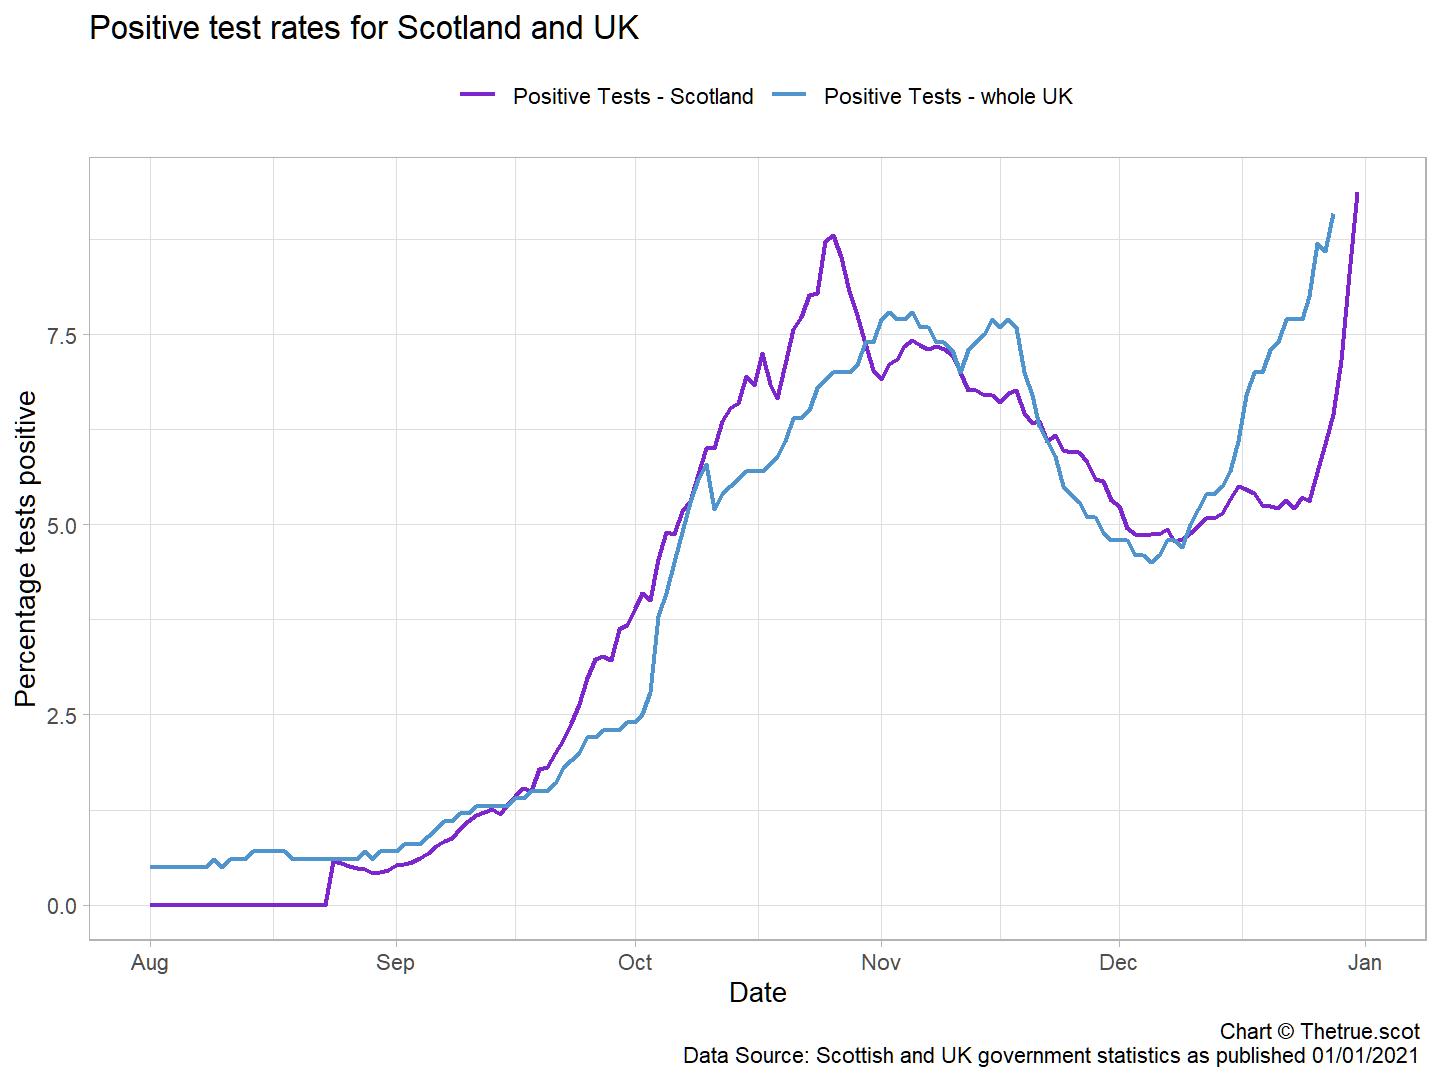 Positive test rates for Scotland and UK
Positive Tests - Scotland
Positive Tests - whole UK
Percentage tests positive
7.5
5.0
2.5
0.0
Aug
Sep
Oct
Nov
Dec
Jan
Date
Chart © Thetrue.scot
Data Source: Scottish and UK government statistics as published 01/01/2021